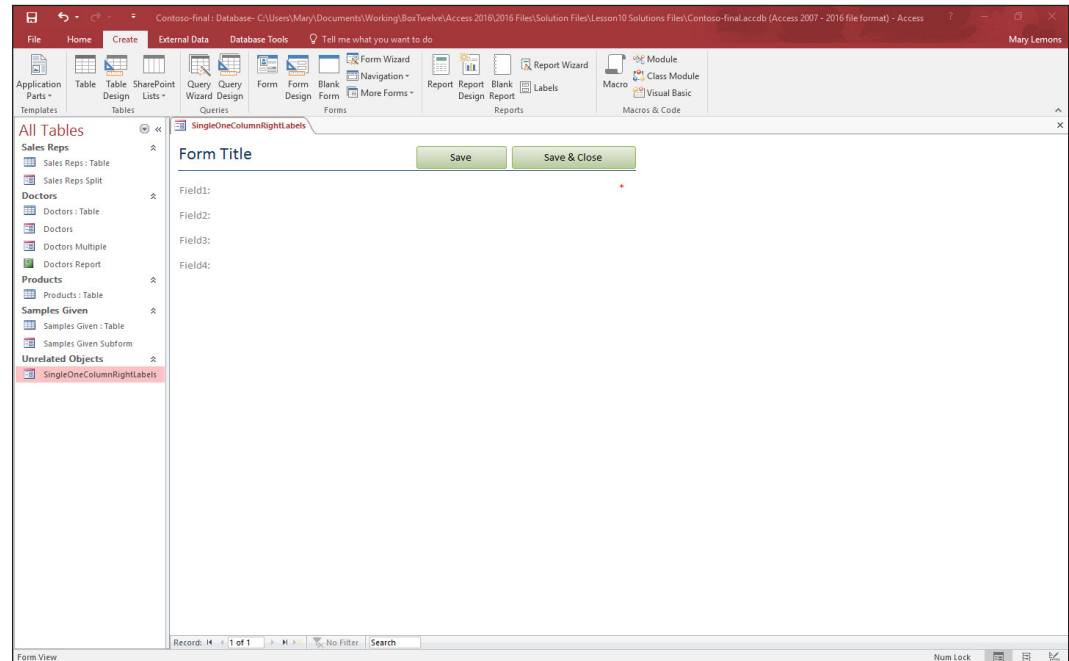 Contoso-final : Database- C:\Users\Mary\Documents\Working\BoxTwelve\Access 2016\2016 Files\Solution Files\Lesson10 Solutions Files\Contoso-final.accdb (Access 2007 - 2016 file format) - Access ?
File Home Create External Data Database Tools Tell me what you want to do Mary Lemons
Application Parts
Table
Table Design
SharePoint Lists
Query Wizard
Query Design
Form
Form Design
Blank Form
Form Wizard
Navigation
More Forms
Report
Report Design
Blank Report
Report Wizard
Labels
Macro
Module
Class Module
Visual Basic
Templates Tables Queries Forms Reports Macros & Code
All Tables
Sales Reps
Sales Reps : Table
Sales Reps Split
Doctors
Doctors : Table
Doctors
Doctors Multiple
Doctors Report
Products
Products : Table
Samples Given
Samples Given : Table
Samples Given Subform
Unrelated Objects
SingleOneColumnRightLabels
SingleOneColumnRightLabels
Form Title Save Save & Close
Field1: *
Field2:
Field3:
Field4:
Record: 1 of 1 No Filter Search
Form View Num Lock